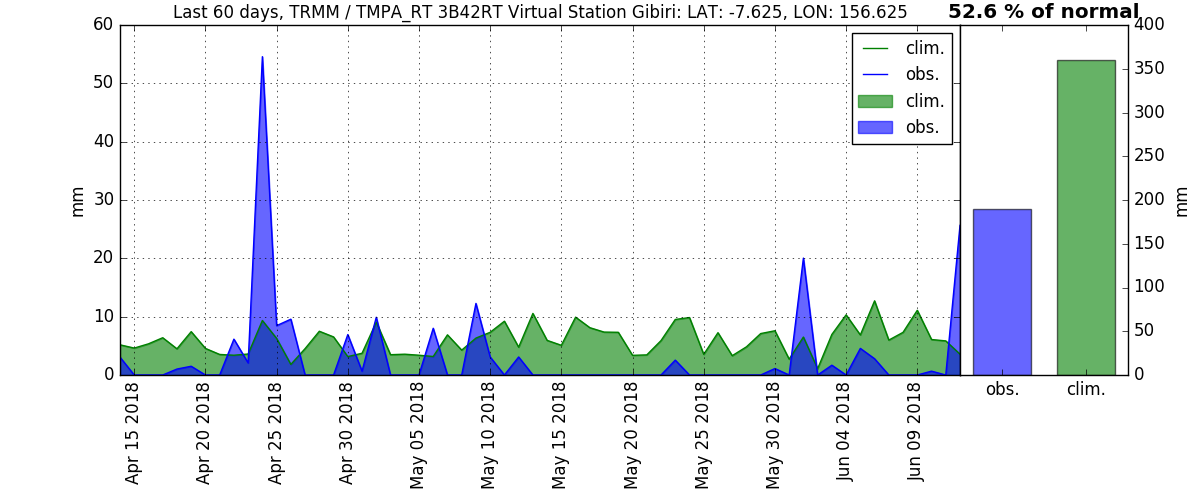 Last 60 days, TRMM / TMPA_RT 3B42RT Virtual Station Gibiri: LAT: -7.625, LON: 156.625
52.6 % of normal
60
50
40
30
20
10
0
mm
clim.
obs.
clim.
obs.
Apr 15 2018
Apr 20 2018
Apr 25 2018
Apr 30 2018
May 05 2018
May 10 2018
May 15 2018
May 20 2018
May 25 2018
May 30 2018
Jun 04 2018
Jun 09 2018
400
350
300
250
200
150
100
50
0
mm
obs.
clim.